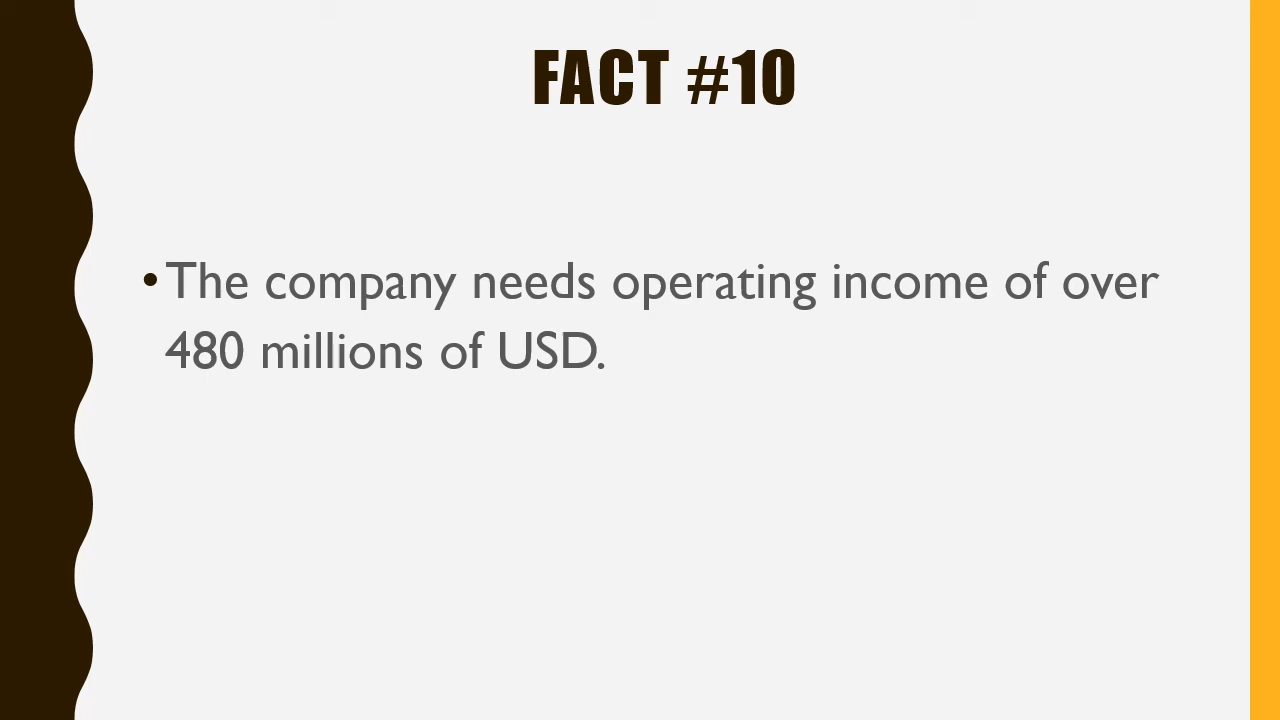 FACT #10
•The company needs operating income of over
480 millions of USD.